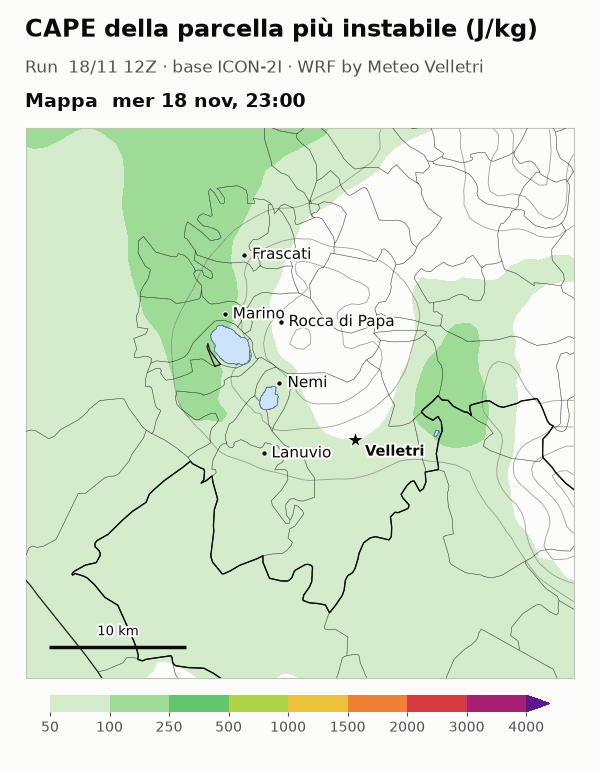 CAPE della parcella più instabile (J/kg)
Run  18/11 12Z · base ICON-2I · WRF by Meteo Velletri
Mappa  mer 18 nov, 23:00
Frascati
Marino
Rocca di Papa
Nemi
Velletri
Lanuvio
10 km
50 100 250 500 1000 1500 2000 3000 4000